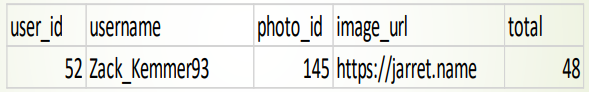 user_id username photo_id image_url total
52 Zack_Kemmer93 145 https://jarret.name 48